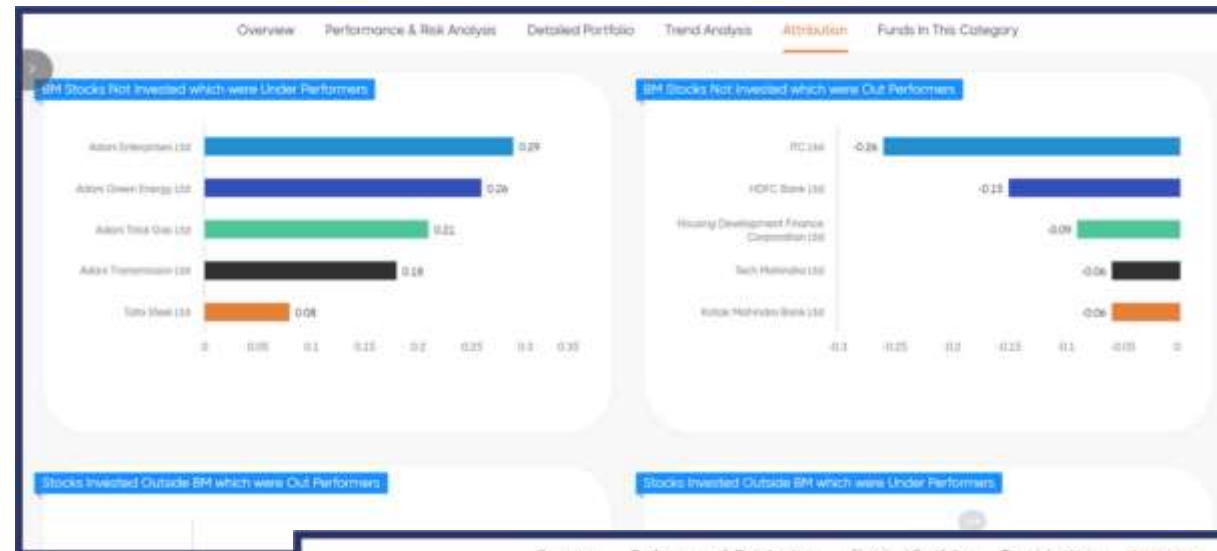 Overview Performance & Risk Analysis Detailed Portfolio Trend Analysis Attribution Funds In This Category
BM Stocks Not Invested which were Under Performers
Adani Enterprises Ltd 0.29
Adani Green Energy Ltd 0.26
Adani Total Gas Ltd 0.21
Adani Transmission Ltd 0.18
Tata Steel Ltd 0.08
0 0.05 0.1 0.15 0.2 0.25 0.3 0.35
BM Stocks Not Invested which were Out Performers
ITC Ltd -0.26
HDFC Bank Ltd -0.15
Housing Development Finance
Corporation Ltd -0.09
Tech Mahindra Ltd -0.06
Kotak Mahindra Bank Ltd -0.06
-0.3 -0.25 -0.2 -0.15 -0.1 -0.05 0
Stocks Invested Outside BM which were Out Performers
Stocks Invested Outside BM which were Under Performers